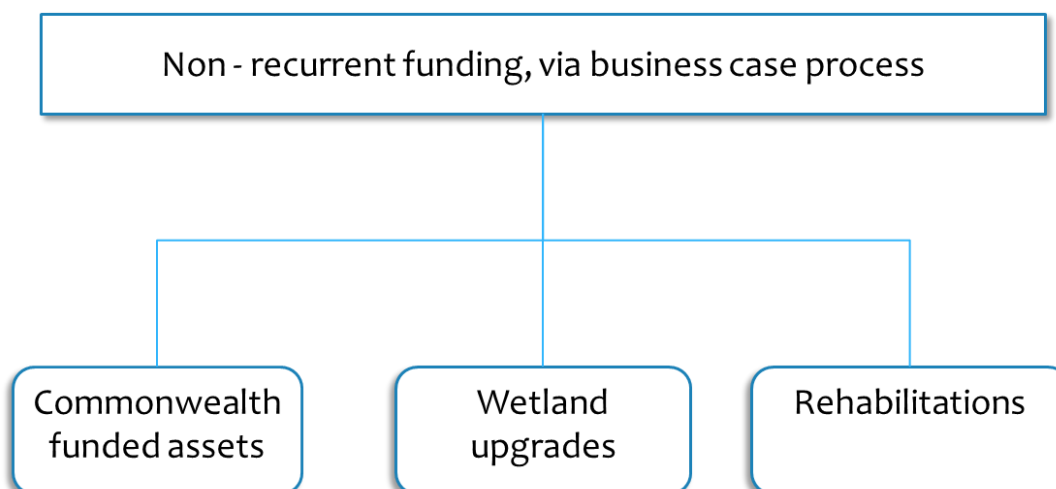 Non - recurrent funding, via business case process
Commonwealth
funded assets
Wetland
upgrades
Rehabilitations